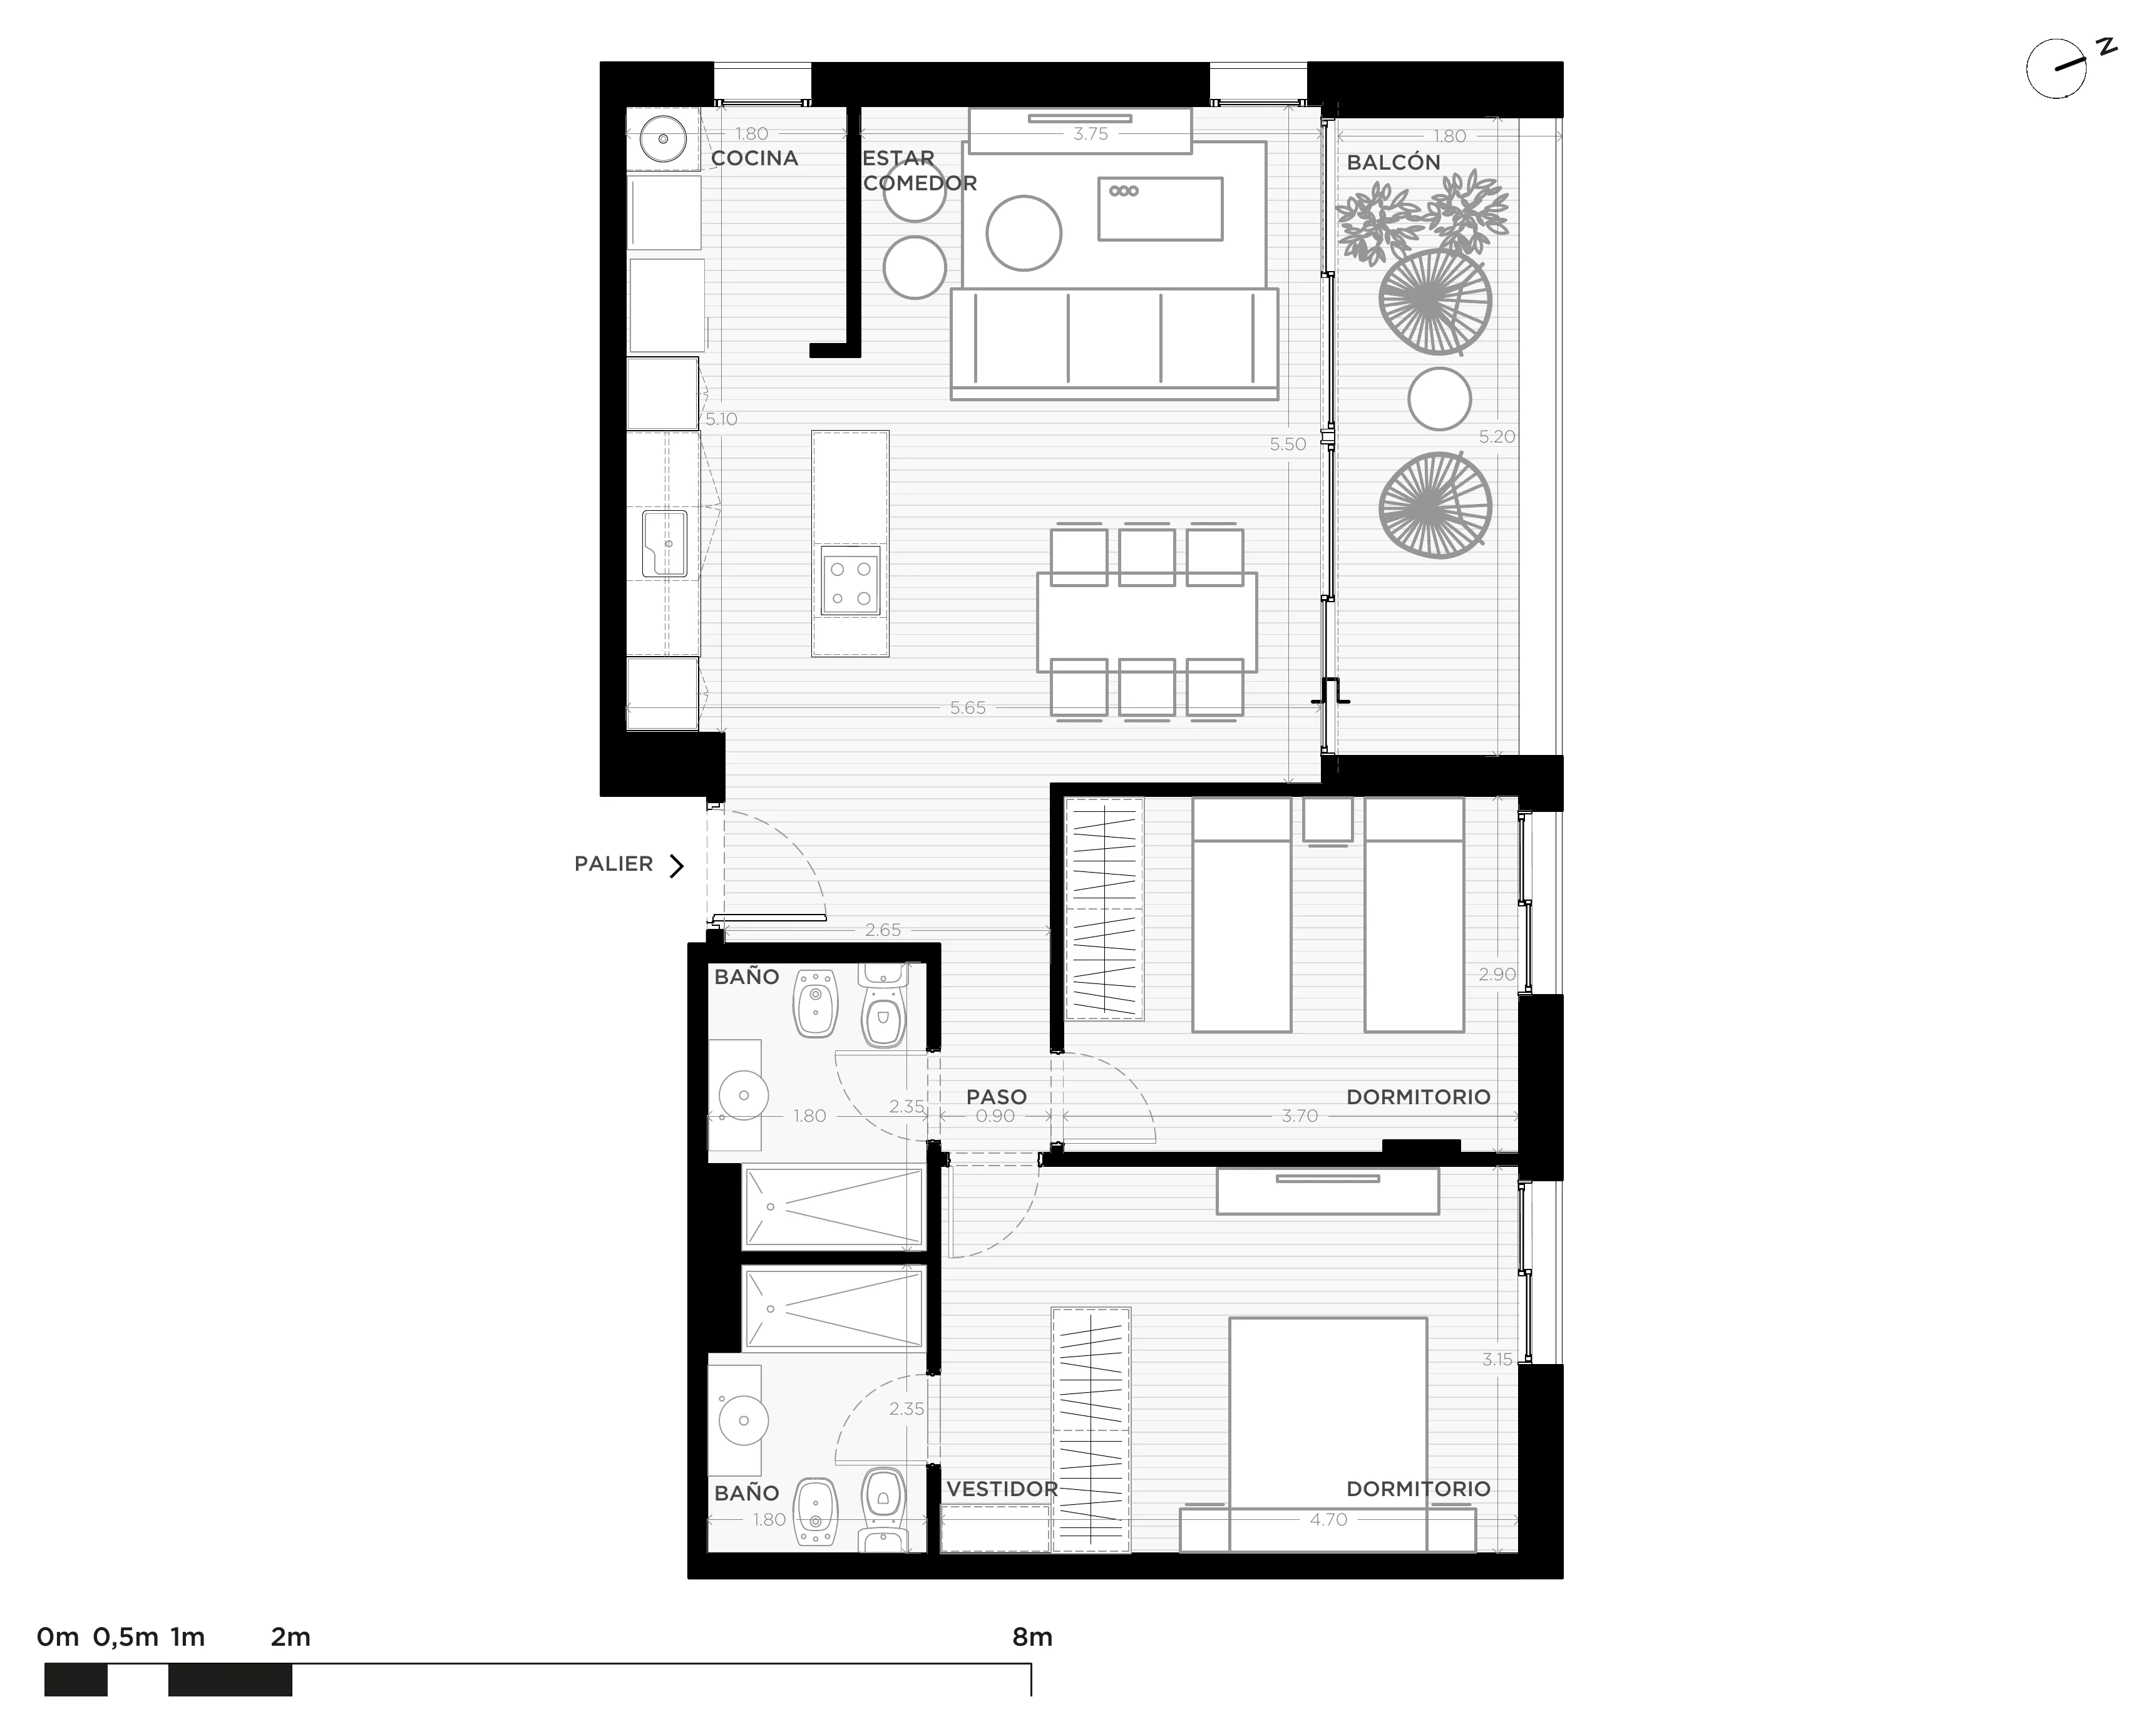 N
1.80
3.75
1.80
COCINA
ESTAR
COMEDOR
BALCÓN
5.10
5.50
5.20
5.65
PALIER
2.65
BAÑO
2.90
PASO
DORMITORIO
1.80
2.35
0.90
3.70
3.15
2.35
VESTIDOR
DORMITORIO
BAÑO
1.80
4.70
0m 0,5m 1m 2m 8m